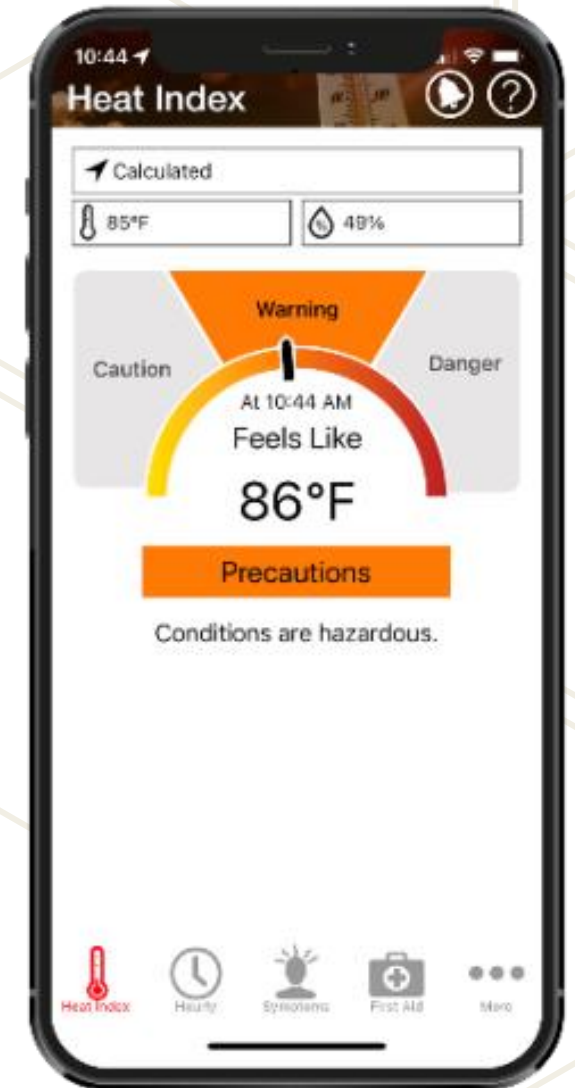 10:44
Heat Index
?
Calculated
85°F
% 49%
Warning
Caution
Danger
At 10:44 AM
Feels Like
86°F
Precautions
Conditions are hazardous.
Heat Index
Hourly
Symptoms
First Aid
More